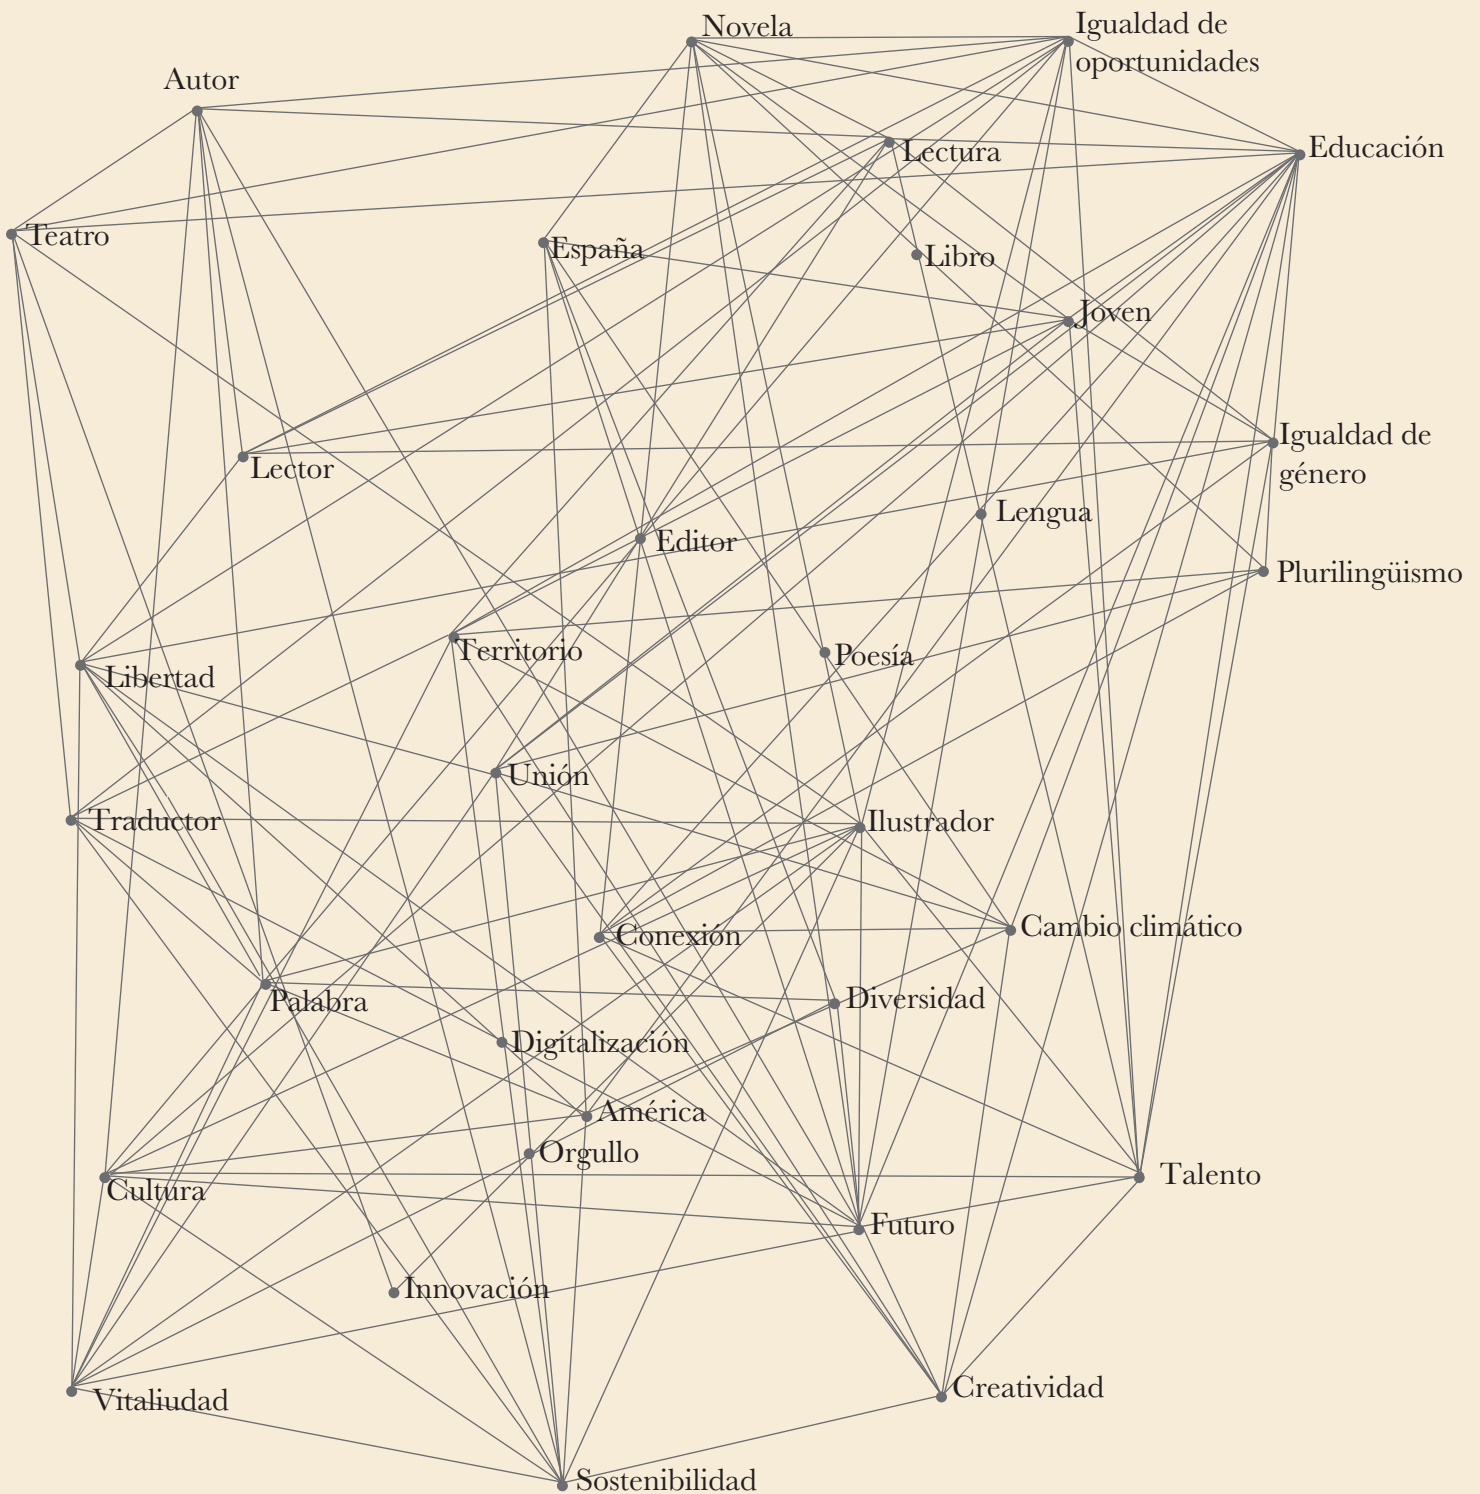 Novela
Igualdad de
oportunidades
Autor
Lectura
Educación
Teatro
España
Libro
Joven
Igualdad de
género
Lector
Lengua
Editor
Plurilingüismo
Territorio
Poesía
Libertad
Unión
Traductor
Ilustrador
Conexión
Cambio climático
Palabra
Diversidad
Digitalización
América
Orgullo
Talento
Cultura
Futuro
Innovación
Creatividad
Vitaliudad
Sostenibilidad